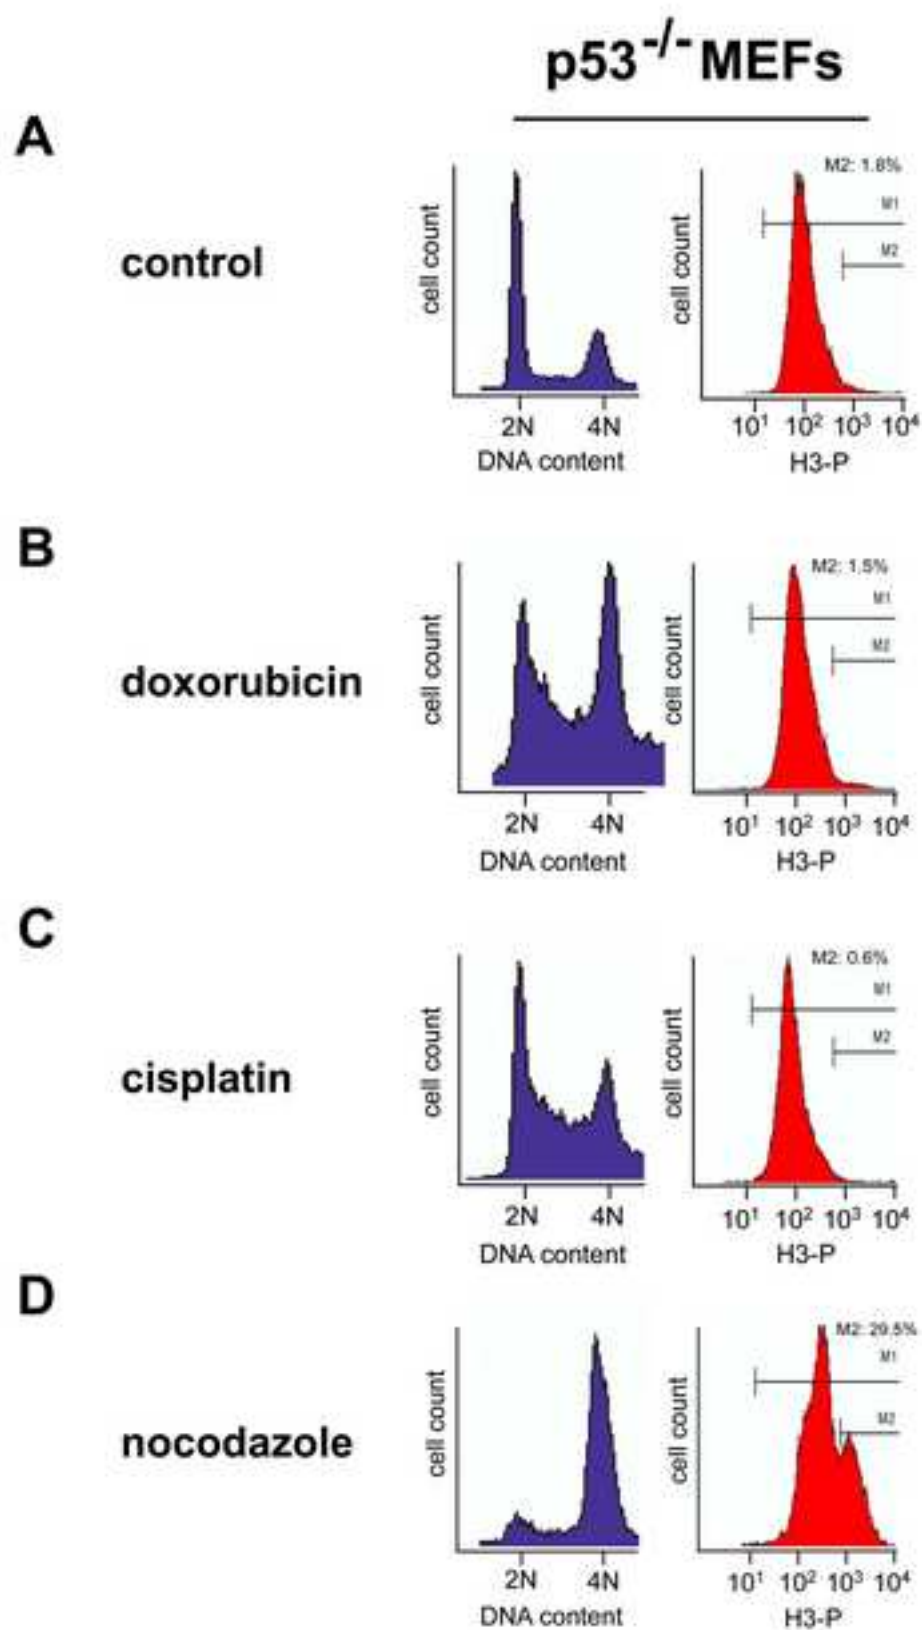 p53-/- MEFs
A
control
cell count
2N 4N
DNA content
cell count
M2: 1.8%
M1
M2
10¹ 10² 10³ 10⁴
H3-P
B
doxorubicin
cell count
2N 4N
DNA content
cell count
M2: 1.5%
M1
M2
10¹ 10² 10³ 10⁴
H3-P
C
cisplatin
cell count
2N 4N
DNA content
cell count
M2: 0.6%
M1
M2
10¹ 10² 10³ 10⁴
H3-P
D
nocodazole
cell count
2N 4N
DNA content
cell count
M2: 29.5%
M1
M2
10¹ 10² 10³ 10⁴
H3-P